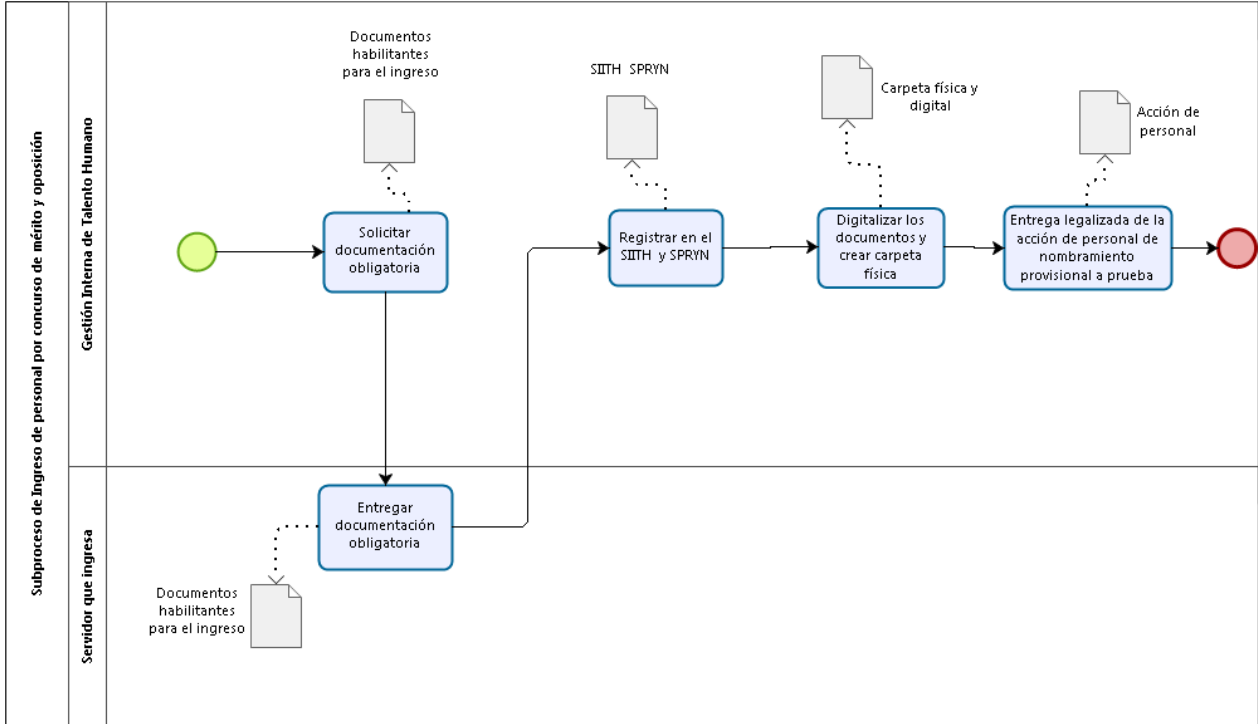 Subproceso de Ingreso de personal por concurso de mérito y oposición
Gestión Interna de Talento Humano
Documentos
habilitantes
para el ingreso
SIITH SPRYN
Carpeta física y
digital
Acción de
personal
Solicitar
documentación
obligatoria
Registrar en el
SIITH y SPRYN
Digitalizar los
documentos y
crear carpeta
física
Entrega legalizada de la
acción de personal de
nombramiento
provisional a prueba
Servidor que ingresa
Entregar
documentación
obligatoria
Documentos
habilitantes
para el ingreso